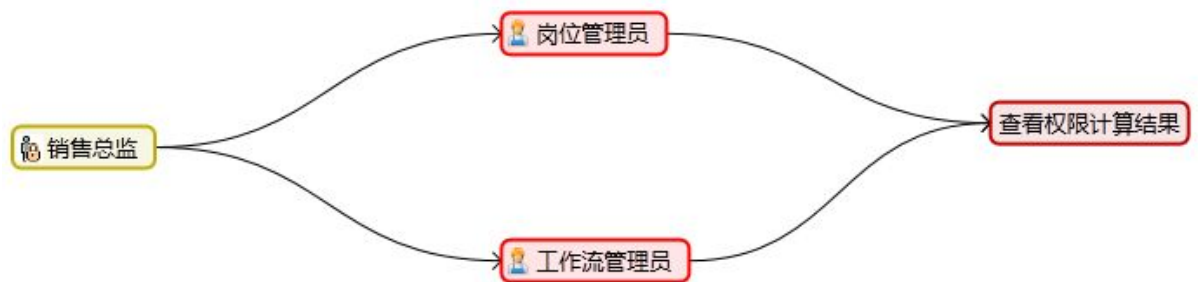 岗位管理员
销售总监
查看权限计算结果
工作流管理员